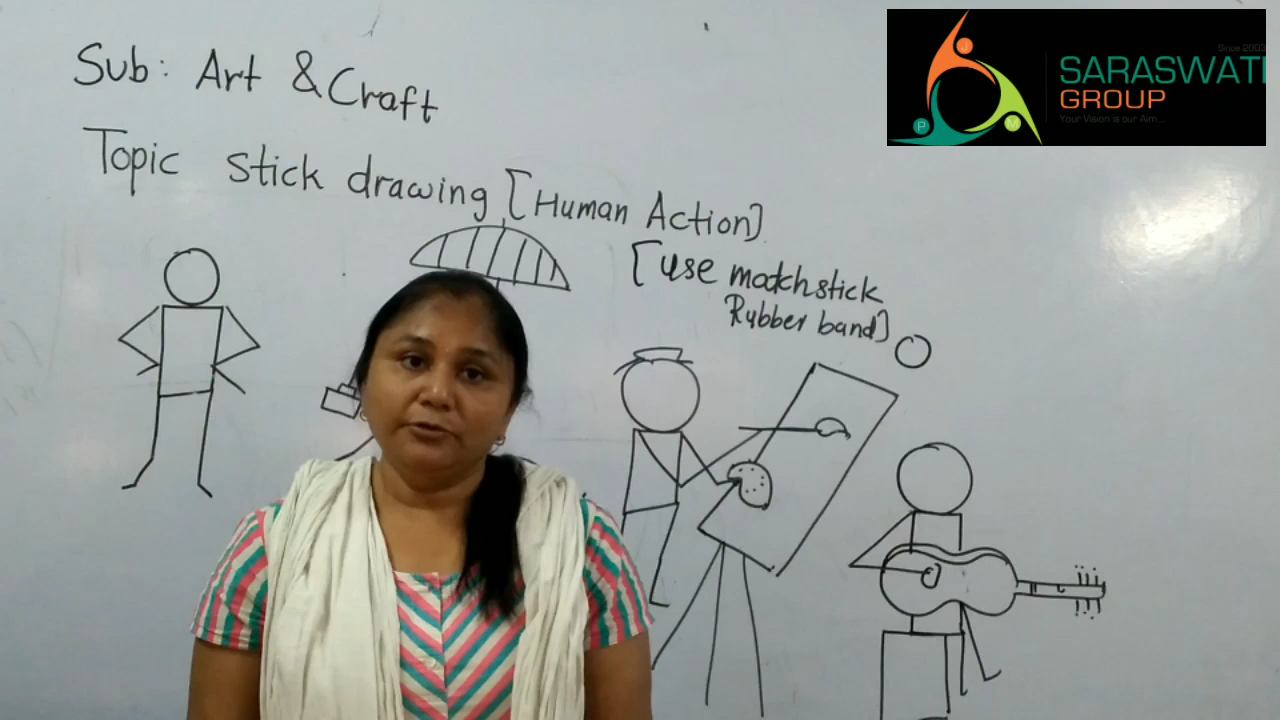 Sub: Art & Craft
Topic stick drawing [Human Action]
[use matchstick
Rubber band]
Since 2003
SARASWATI
GROUP
Your Vision is our Aim...
J
P
M